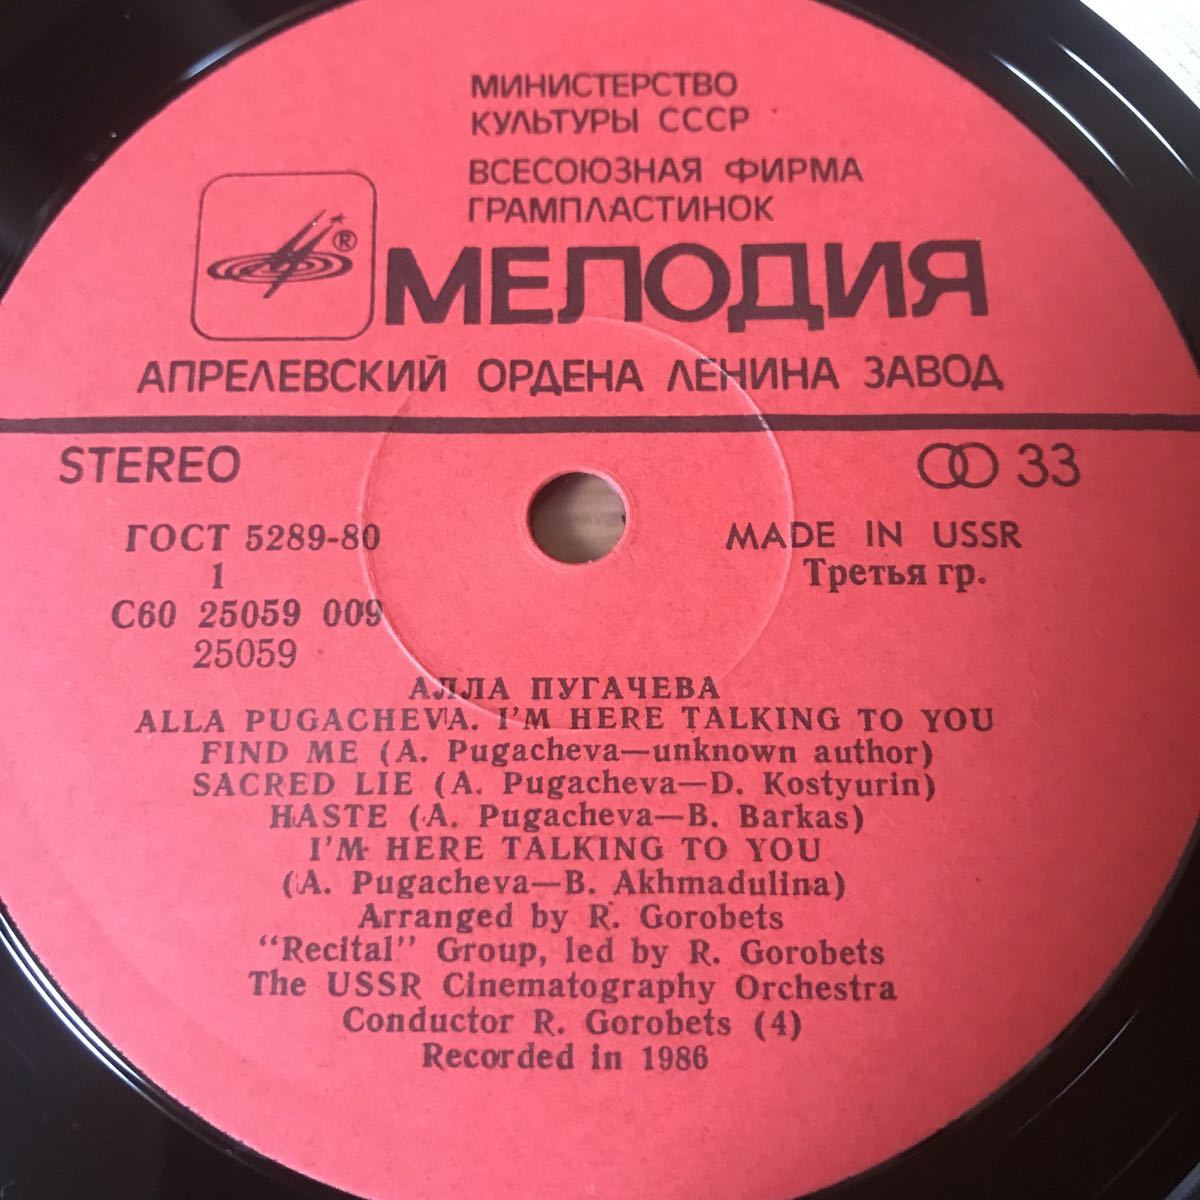 МИНИСТЕРСТВО
КУЛЬТУРЫ СССР
ВСЕСОЮЗНАЯ ФИРМА
ГРАМПЛАСТИНОК
®
МЕЛОДИЯ
АПРЕЛЕВСКИЙ ОРДЕНА ЛЕНИНА ЗАВОД
STEREO
33
ГОСТ 5289-80
MADE IN USSR
1
Третья гр.
С60 25059 009
25059
АЛЛА ПУГАЧЕВА
ALLA PUGACHEVA. I'M HERE TALKING TO YOU
FIND ME (A. Pugacheva—unknown author)
SACRED LIE (A. Pugacheva—D. Kostyurin)
HASTE (A. Pugacheva—B. Barkas)
I'M HERE TALKING TO YOU
(A. Pugacheva—B. Akhmadulina)
Arranged by R. Gorobets
“Recital” Group, led by R. Gorobets
The USSR Cinematography Orchestra
Conductor R. Gorobets (4)
Recorded in 1986